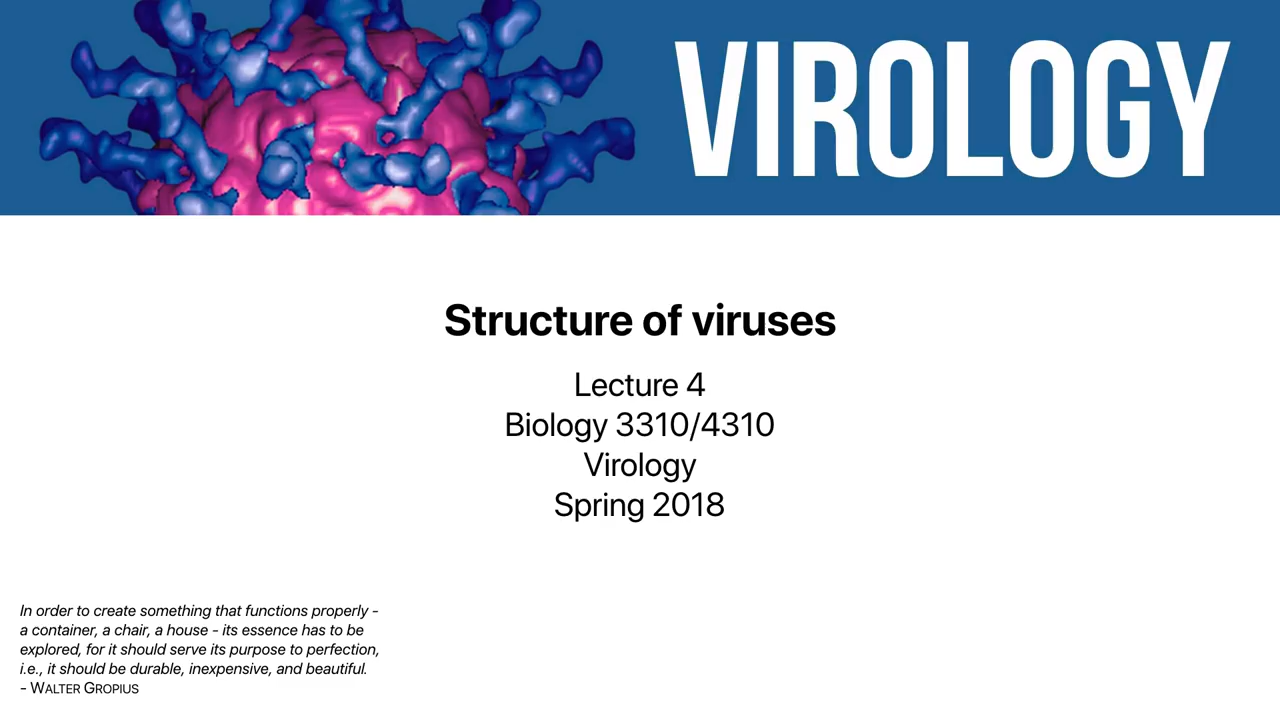 VIROLOGY
Structure of viruses
Lecture 4
Biology 3310/4310
Virology
Spring 2018
In order to create something that functions properly -
a container, a chair, a house - its essence has to be
explored, for it should serve its purpose to perfection,
i.e., it should be durable, inexpensive, and beautiful.
- WALTER GROPIUS